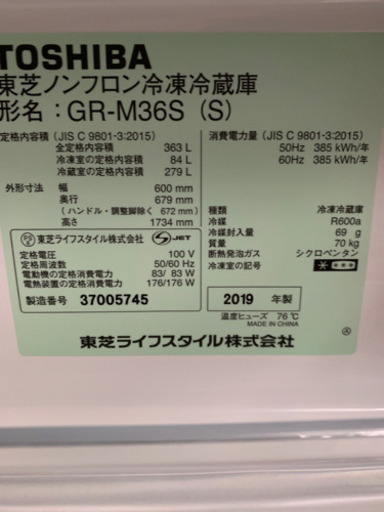 TOSHIBA
東芝ノンフロン冷凍冷蔵庫
形名：GR-M36S（S）
定格内容積（JIS C 9801-3:2015）
全定格内容積 363 L
冷凍室の容積 84 L
冷蔵室の容積 279 L
外形寸法 幅 600 mm
奥行 679 mm
（ハンドル・調整脚除く 672 mm）
高さ 1734 mm
東芝ライフスタイル株式会社 S-JET
定格電圧 100 V
定格周波数 50/60 Hz
電動機の定格消費電力 83/ 83 W
電熱装置の定格消費電力 176/176 W
製造番号 37005745
消費電力量（JIS C 9801-3:2015）
50Hz 385 kWh/年
60Hz 385 kWh/年
種類 冷凍冷蔵庫
冷媒 R600a
冷媒封入量 69 g
質量 70 kg
断熱発泡ガス シクロペンタン
冷凍室の記号
2019 年製
温度ヒューズ 76℃
MADE IN CHINA
東芝ライフスタイル株式会社